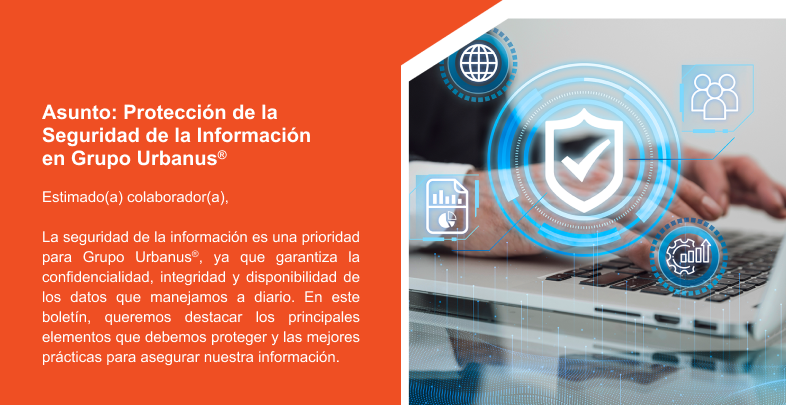 Asunto: Protección de la
Seguridad de la Información
en Grupo Urbanus®
Estimado(a) colaborador(a),
La seguridad de la información es una prioridad
para Grupo Urbanus®, ya que garantiza la
confidencialidad, integridad y disponibilidad de
los datos que manejamos a diario. En este
boletín, queremos destacar los principales
elementos que debemos proteger y las mejores
prácticas para asegurar nuestra información.